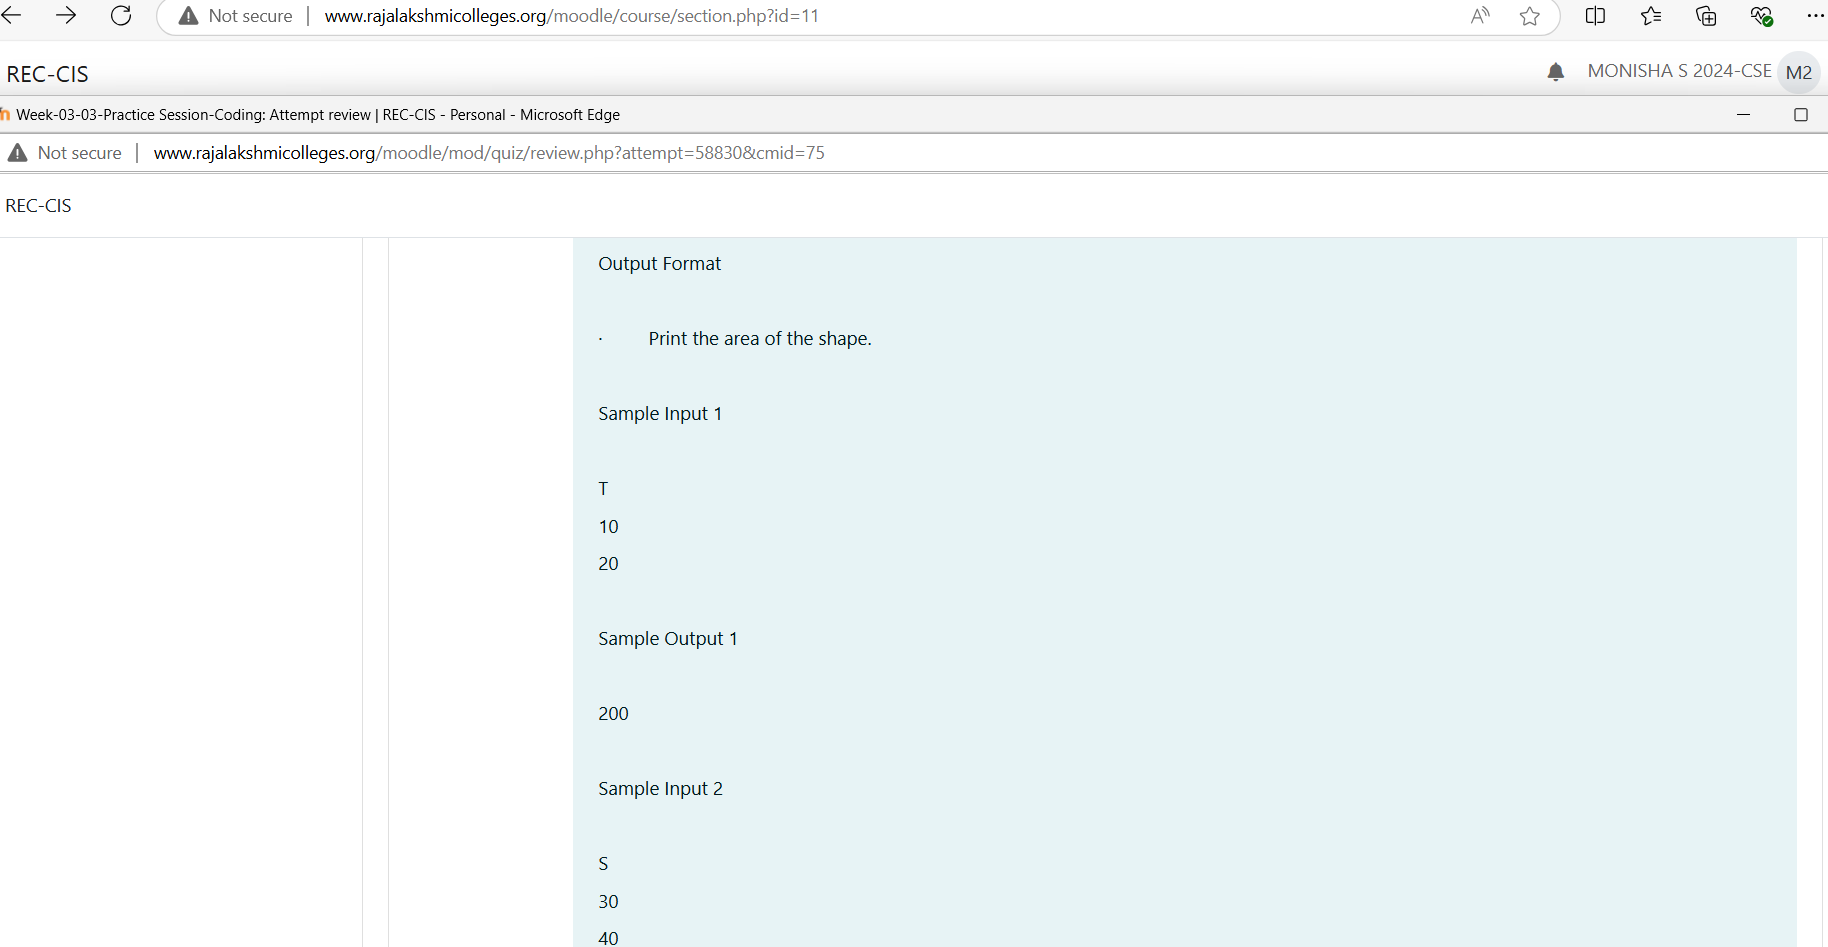 Not secure www.rajalakshmicolleges.org/moodle/course/section.php?id=11
REC-CIS
MONISHA S 2024-CSE M2
Week-03-03-Practice Session-Coding: Attempt review | REC-CIS - Personal - Microsoft Edge
Not secure www.rajalakshmicolleges.org/moodle/mod/quiz/review.php?attempt=58830&cmid=75
REC-CIS
Output Format
· Print the area of the shape.
Sample Input 1
T
10
20
Sample Output 1
200
Sample Input 2
S
30
40